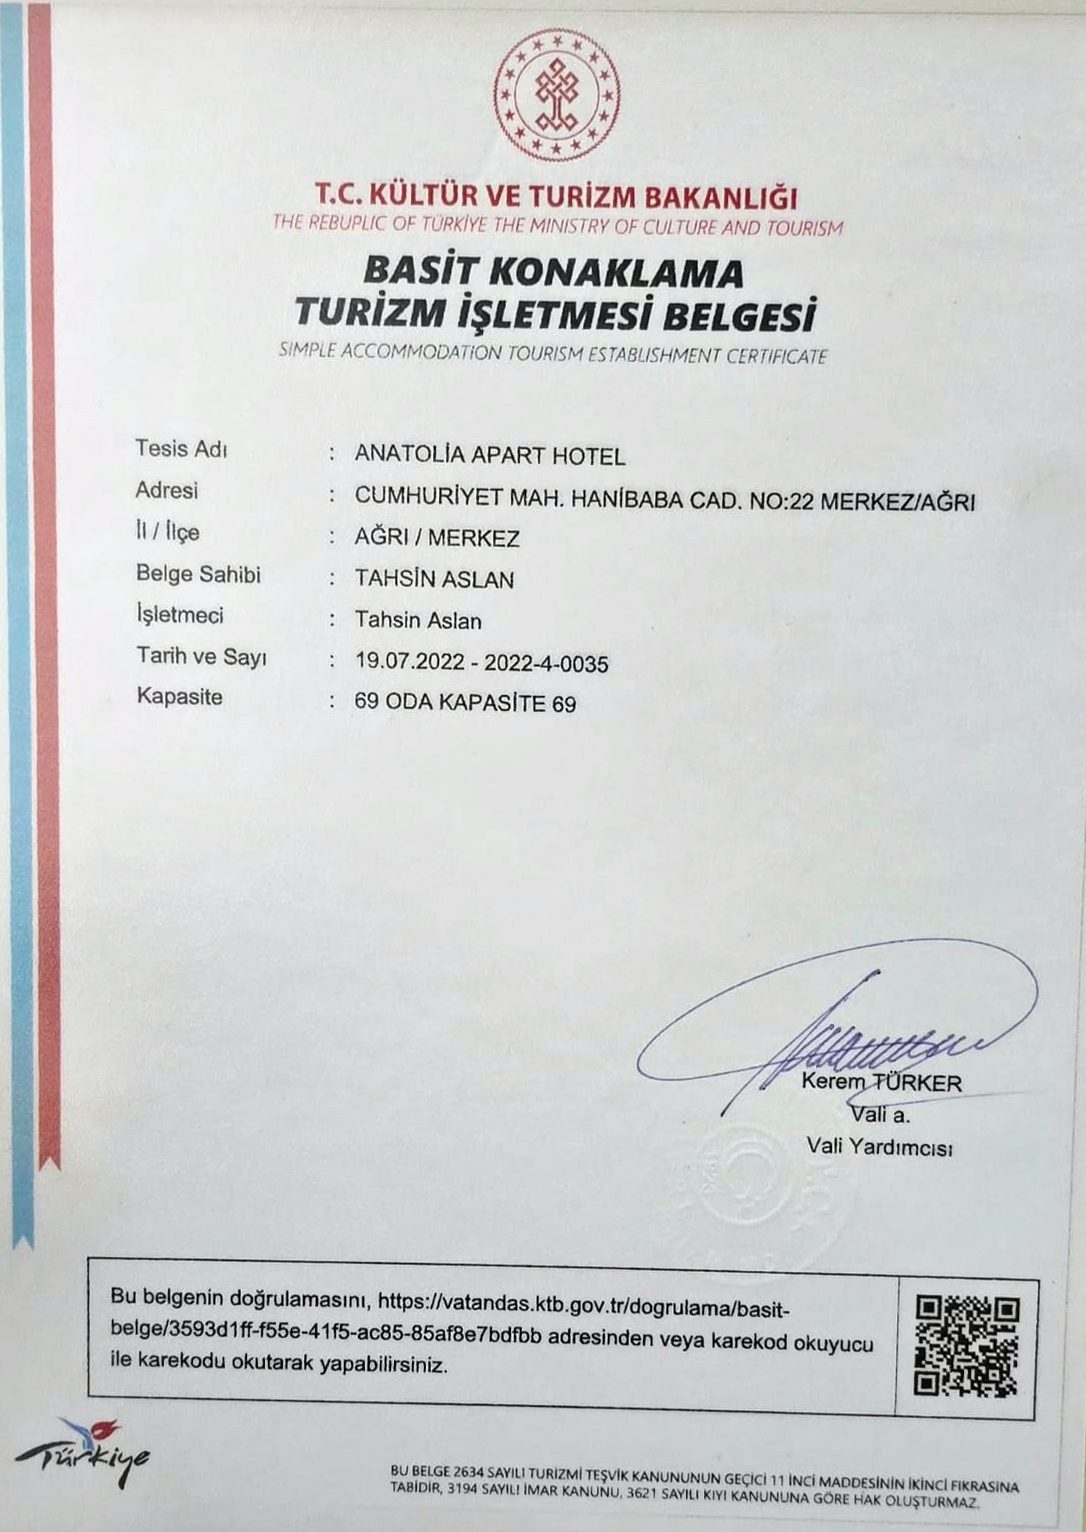 T.C. KÜLTÜR VE TURİZM BAKANLIĞI
THE REBUPLIC OF TÜRKİYE THE MINISTRY OF CULTURE AND TOURISM
BASİT KONAKLAMA
TURİZM İŞLETMESİ BELGESİ
SIMPLE ACCOMMODATION TOURISM ESTABLISHMENT CERTIFICATE
Tesis Adı : ANATOLİA APART HOTEL
Adresi : CUMHURİYET MAH. HANİBABA CAD. NO:22 MERKEZ/AĞRI
İl / İlçe : AĞRI / MERKEZ
Belge Sahibi : TAHSİN ASLAN
İşletmeci : Tahsin Aslan
Tarih ve Sayı : 19.07.2022 - 2022-4-0035
Kapasite : 69 ODA KAPASİTE 69
Kerem TÜRKER
Vali a.
Vali Yardımcısı
Bu belgenin doğrulamasını, https://vatandas.ktb.gov.tr/dogrulama/basit-
belge/3593d1ff-f55e-41f5-ac85-85af8e7bdfbb adresinden veya karekod okuyucu
ile karekodu okutarak yapabilirsiniz.
Türkiye
BU BELGE 2634 SAYILI TURİZMİ TEŞVİK KANUNUNUN GEÇİCİ 11 İNCİ MADDESİNİN İKİNCİ FIKRASINA
TABİDİR, 3194 SAYILI İMAR KANUNU, 3621 SAYILI KIYI KANUNUNA GÖRE HAK OLUŞTURMAZ.